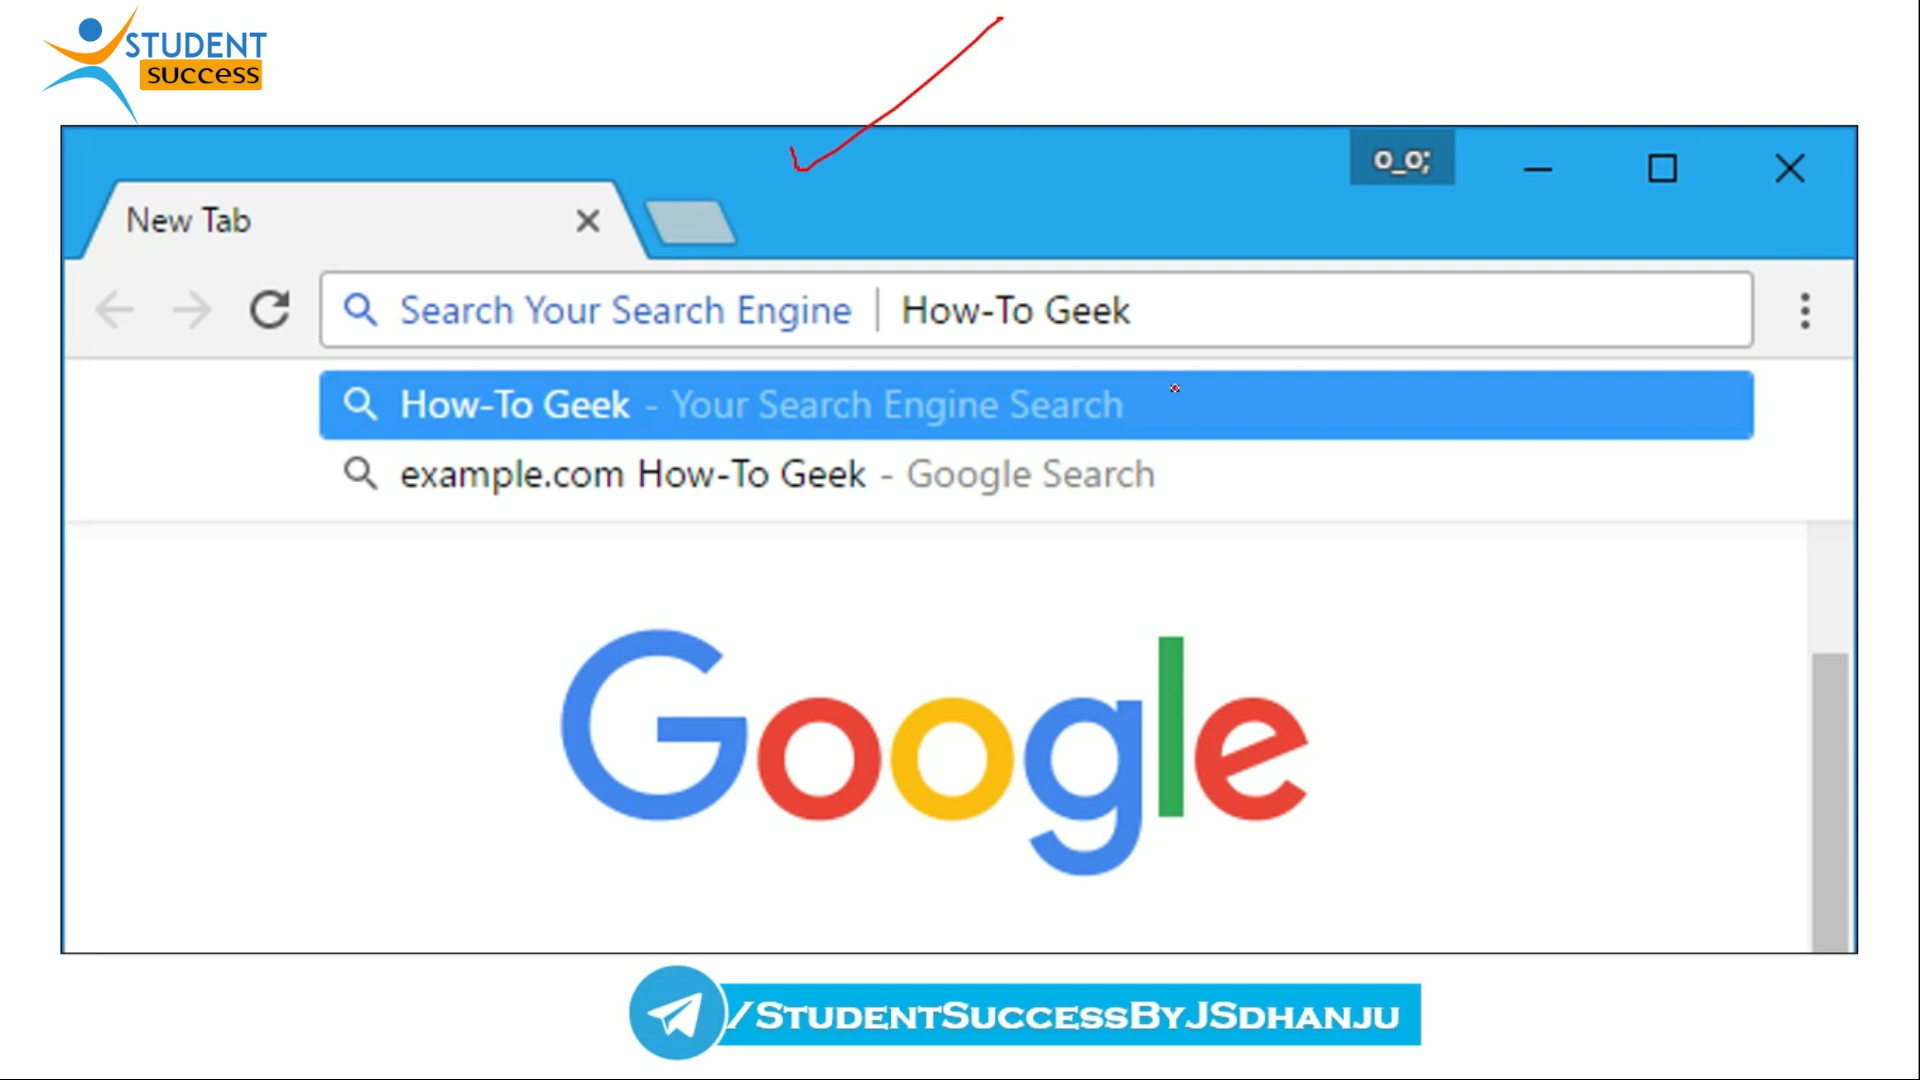 STUDENT
success
o_o;
New Tab
Search Your Search Engine | How-To Geek
How-To Geek - Your Search Engine Search
example.com How-To Geek - Google Search
Google
/STUDENTSUCCESSBYJSDHANJU